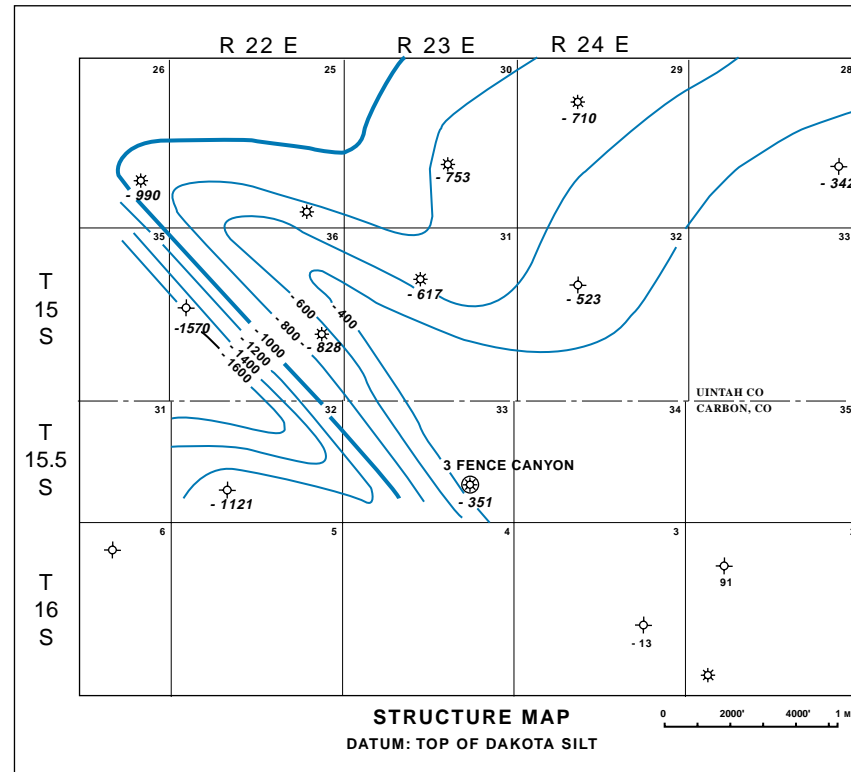 R 22 E R 23 E R 24 E
26 25 30 29 28
- 710
- 753
- 342
- 990
35 36 31 32 33
T
15
S
- 617
- 523
- 1570
- 828
- 400
- 600
- 800
- 1000
- 1200
- 1400
- 1600
UINTAH CO
CARBON, CO
31 32 33 34 35
T
15.5
S
3 FENCE CANYON
- 351
- 1121
6 5 4 3
T
16
S
91
- 13
STRUCTURE MAP
DATUM: TOP OF DAKOTA SILT
0 2000' 4000' 1 M